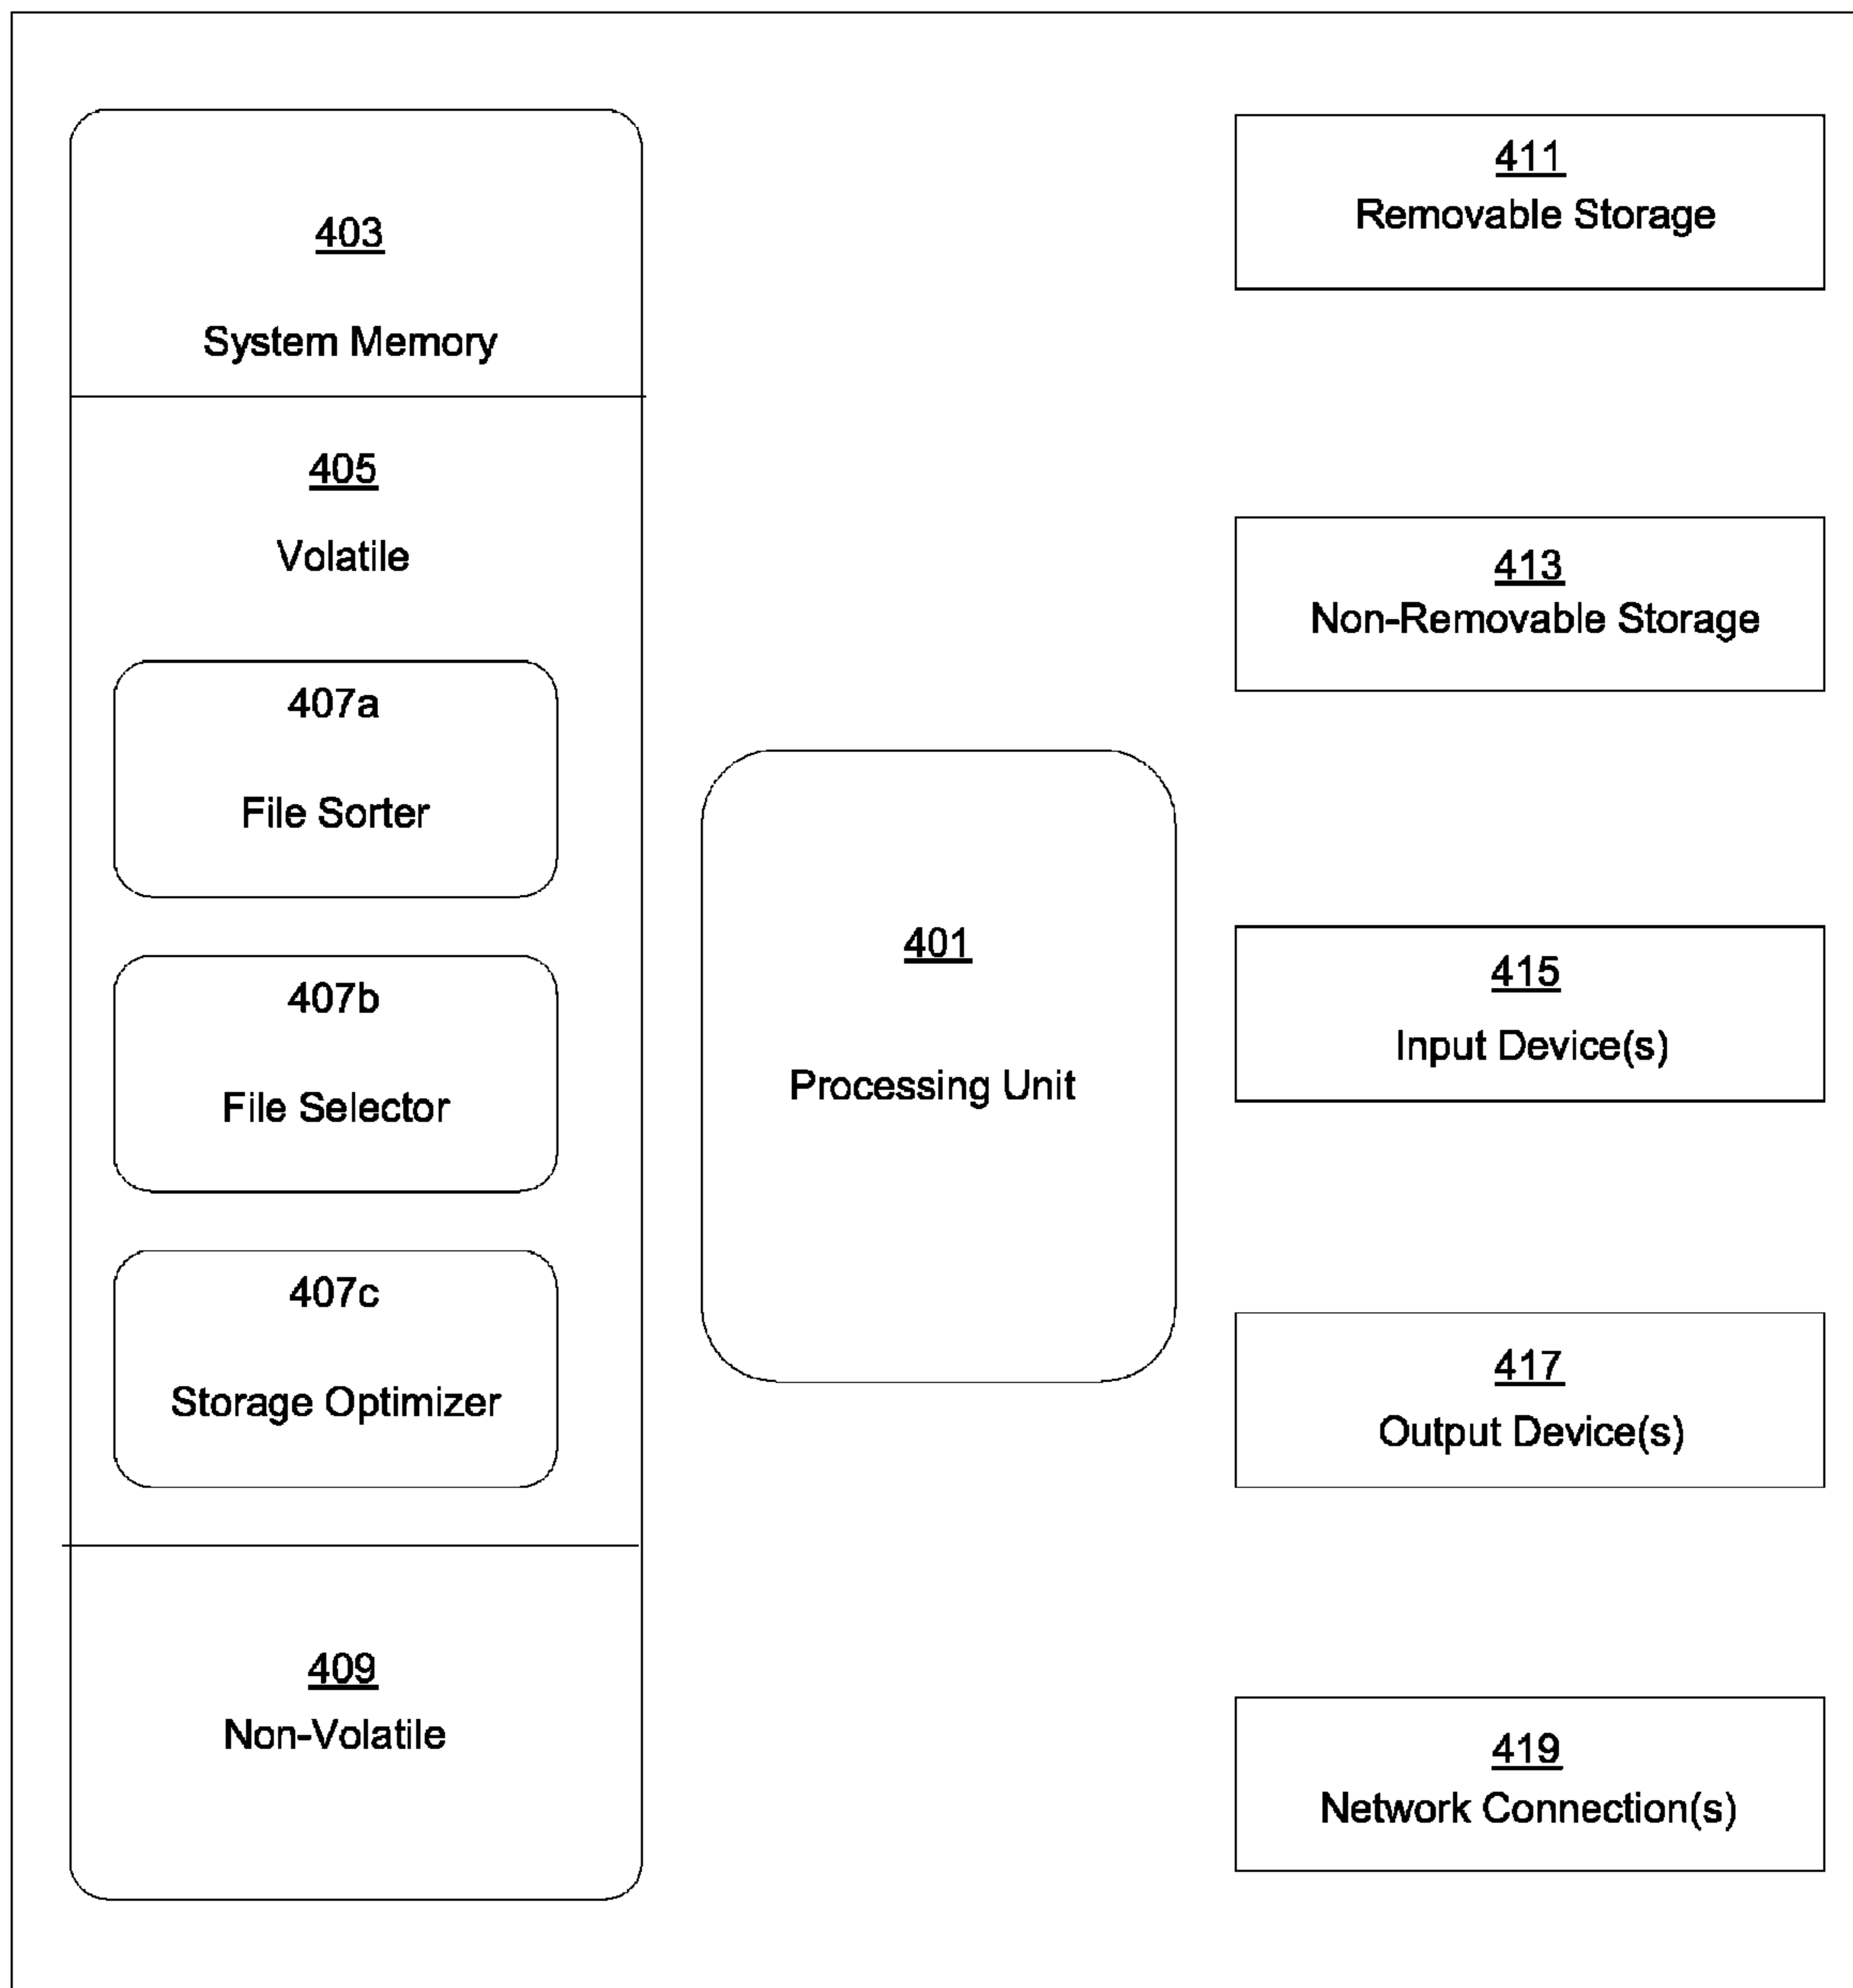 403
System Memory
405
Volatile
407a
File Sorter
407b
File Selector
407c
Storage Optimizer
409
Non-Volatile
401
Processing Unit
411
Removable Storage
413
Non-Removable Storage
415
Input Device(s)
417
Output Device(s)
419
Network Connection(s)